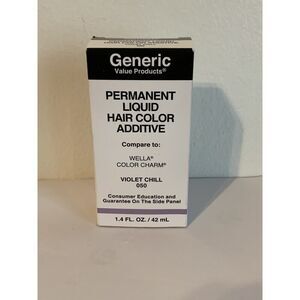 Generic
Value Products®
PERMANENT
LIQUID
HAIR COLOR
ADDITIVE
Compare to:
WELLA®
COLOR CHARM®
VIOLET CHILL
050
Consumer Education and
Guarantee On The Side Panel
1.4 FL. OZ. / 42 mL